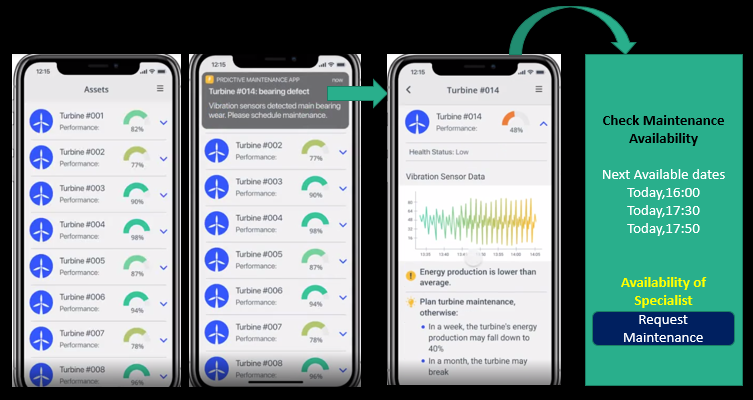 12:15
Assets
Turbine #001
Performance:
82%
Turbine #002
Performance:
77%
Turbine #003
Performance:
90%
Turbine #004
Performance:
98%
Turbine #005
Performance:
87%
Turbine #006
Performance:
94%
Turbine #007
Performance:
78%
Turbine #008
Performance:
96%
12:15
PRDICTIVE MAINTENANCE APP
now
Turbine #014: bearing defect
Vibration sensors detected main bearing
wear. Please schedule maintenance.
Turbine #002
Performance:
77%
Turbine #003
Performance:
90%
Turbine #004
Performance:
98%
Turbine #005
Performance:
87%
Turbine #006
Performance:
94%
Turbine #007
Performance:
78%
Turbine #008
Performance:
96%
12:15
Turbine #014
Turbine #014
Performance:
48%
Health Status: Low
Vibration Sensor Data
Energy production is lower than
average.
Plan turbine maintenance,
otherwise:
In a week, the turbine's energy
production may fall down to
40%
In a month, the turbine may
break
Check Maintenance
Availability
Next Available dates
Today,16:00
Today,17:30
Today,17:50
Availability of
Specialist
Request
Maintenance